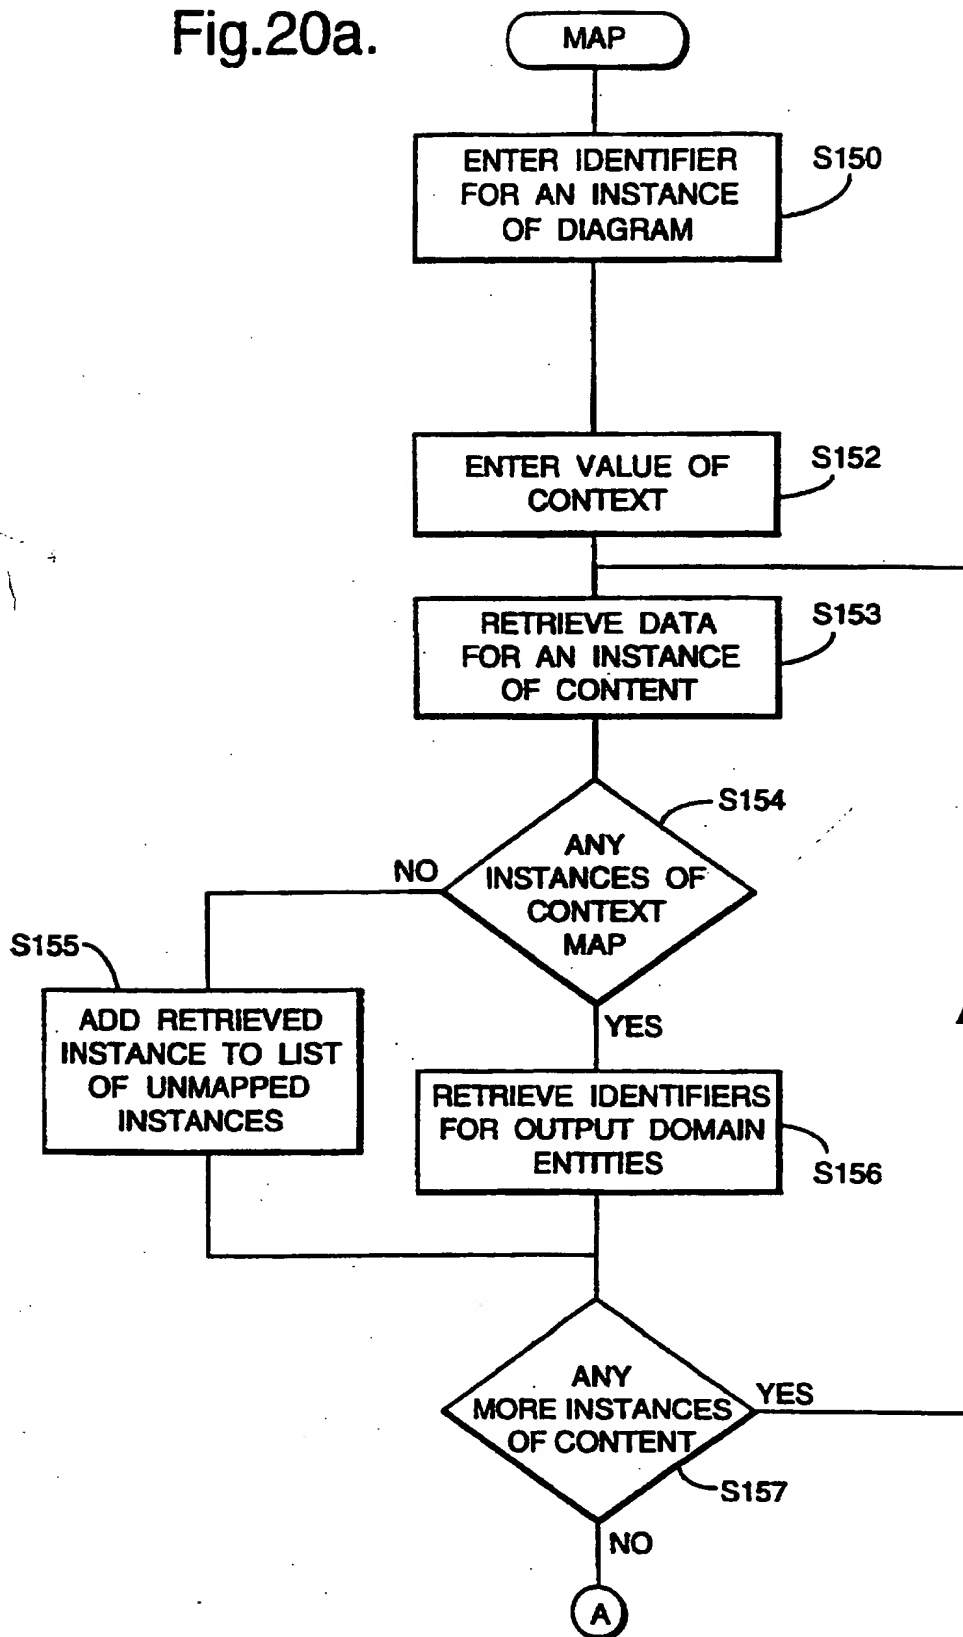 Fig.20a.
MAP
ENTER IDENTIFIER
FOR AN INSTANCE
OF DIAGRAM
S150
ENTER VALUE OF
CONTEXT
S152
RETRIEVE DATA
FOR AN INSTANCE
OF CONTENT
S153
S154
ANY
INSTANCES OF
CONTEXT
MAP
NO
YES
S155
ADD RETRIEVED
INSTANCE TO LIST
OF UNMAPPED
INSTANCES
RETRIEVE IDENTIFIERS
FOR OUTPUT DOMAIN
ENTITIES
S156
ANY
MORE INSTANCES
OF CONTENT
YES
S157
NO
A